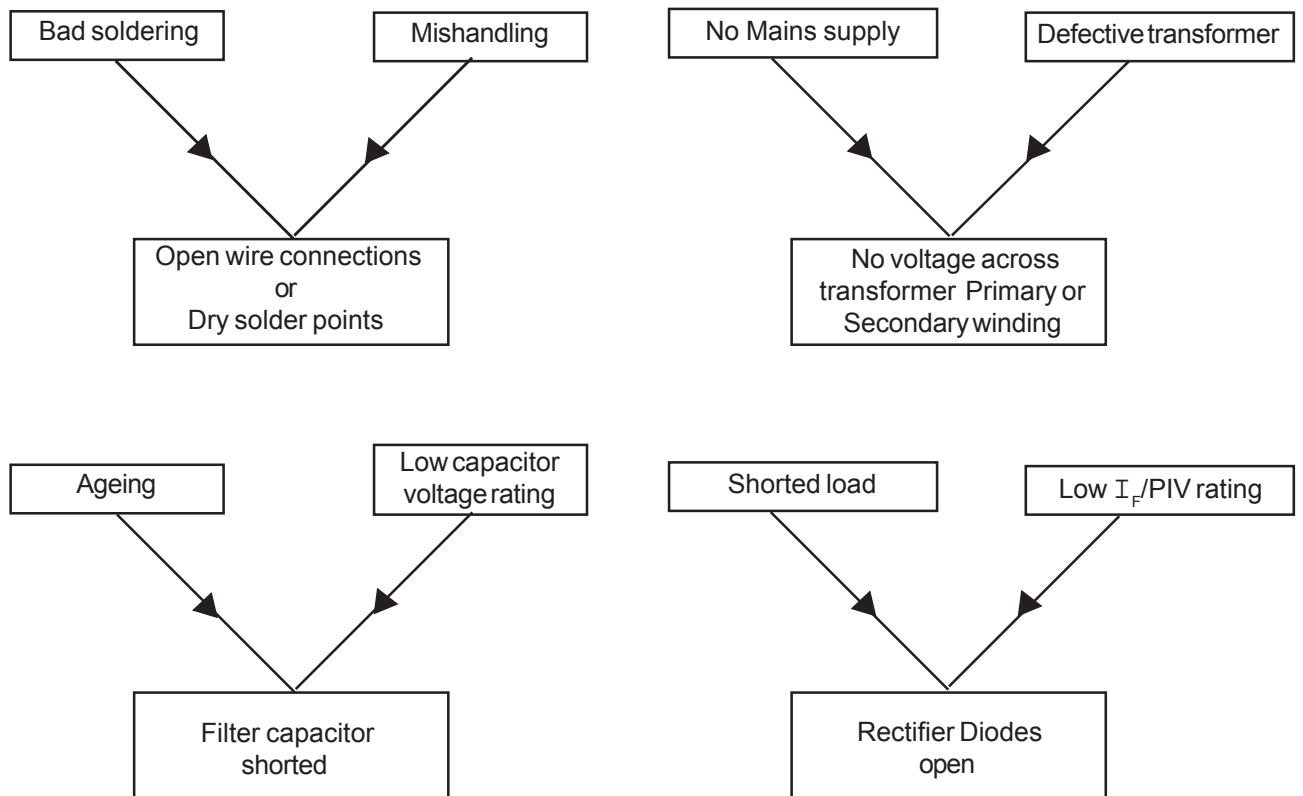 Bad soldering
Mishandling
No Mains supply
Defective transformer
Open wire connections
or
Dry solder points
No voltage across
transformer Primary or
Secondary winding
Ageing
Low capacitor
voltage rating
Shorted load
Low I_F/PIV rating
Filter capacitor
shorted
Rectifier Diodes
open